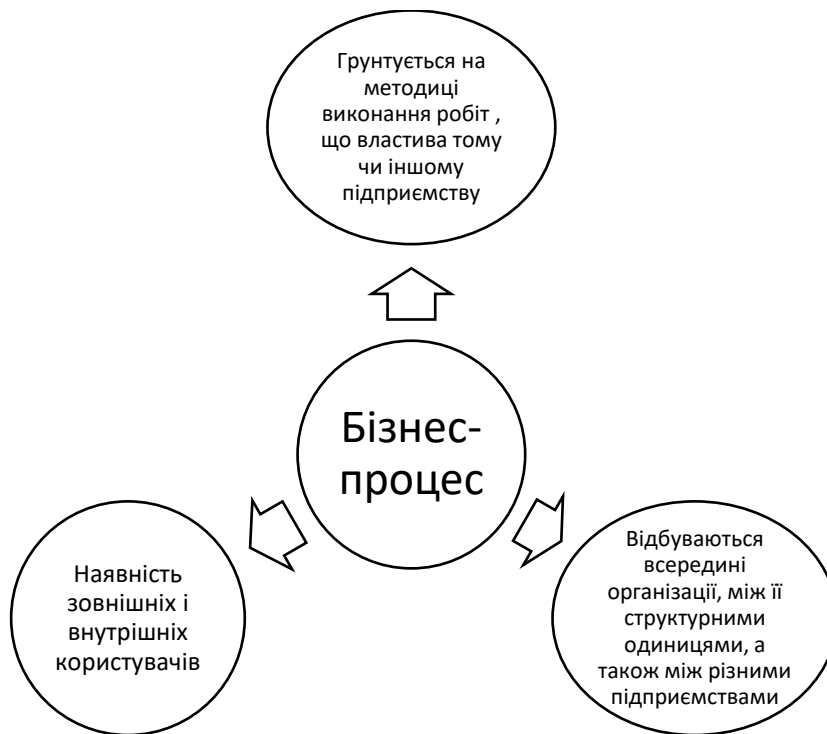 Грунтується на
методиці
виконання робіт ,
що властива тому
чи іншому
підприємству
Бізнес-
процес
Наявність
зовнішніх і
внутрішніх
користувачів
Відбуваються
всередині
організації, між її
структурними
одиницями, а
також між різними
підприємствами